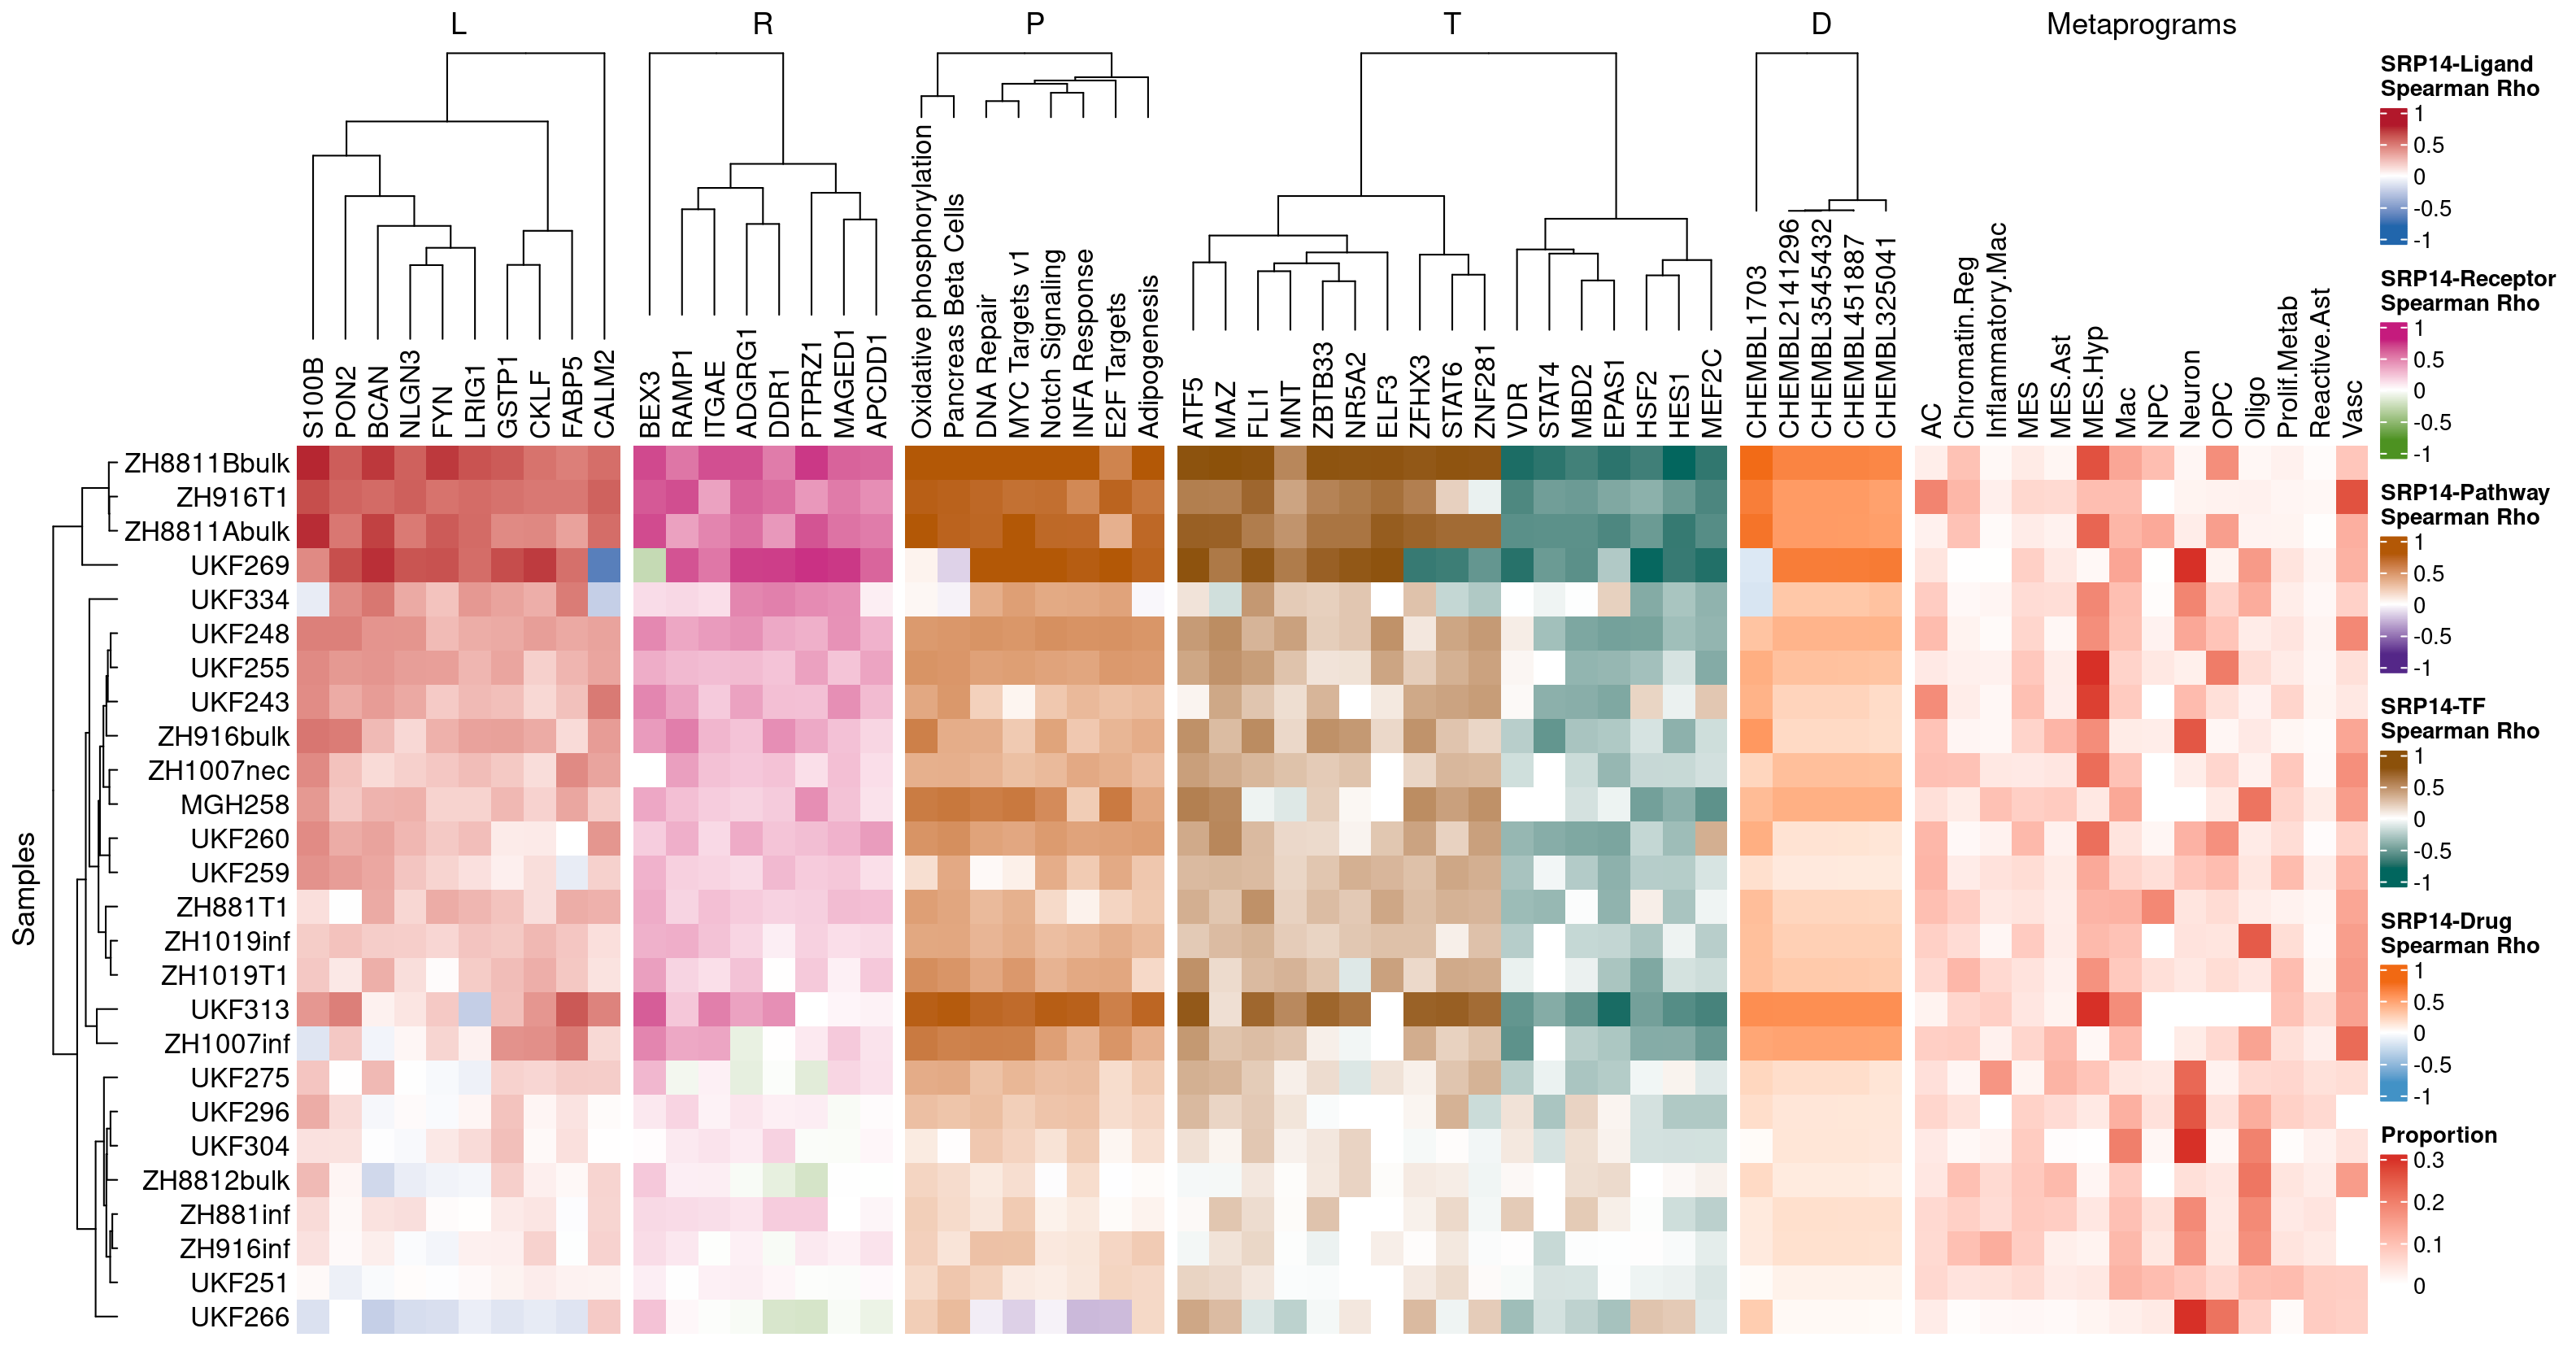 L
R
P
T
D
Metaprograms
S100B
PON2
BCAN
NLGN3
FYN
LRIG1
GSTP1
CKLF
FABP5
CALM2
BEX3
RAMP1
ITGAE
ADGRG1
DDR1
PTPRZ1
MAGED1
APCDD1
Oxidative phosphorylation
Pancreas Beta Cells
DNA Repair
MYC Targets v1
Notch Signaling
INFA Response
E2F Targets
Adipogenesis
ATF5
MAZ
FLI1
MNT
ZBTB33
NR5A2
ELF3
ZFHX3
STAT6
ZNF281
VDR
STAT4
MBD2
EPAS1
HSF2
HES1
MEF2C
CHEMBL1703
CHEMBL2141296
CHEMBL3545432
CHEMBL451887
CHEMBL325041
AC
Chromatin.Reg
Inflammatory.Mac
MES
MES.Ast
MES.Hyp
Mac
NPC
Neuron
OPC
Oligo
Prolif.Metab
Reactive.Ast
Vasc
Samples
ZH8811Bbulk
ZH916T1
ZH8811Abulk
UKF269
UKF334
UKF248
UKF255
UKF243
ZH916bulk
ZH1007nec
MGH258
UKF260
UKF259
ZH881T1
ZH1019inf
ZH1019T1
UKF313
ZH1007inf
UKF275
UKF296
UKF304
ZH8812bulk
ZH881inf
ZH916inf
UKF251
UKF266
SRP14-Ligand
Spearman Rho
1
0.5
0
-0.5
-1
SRP14-Receptor
Spearman Rho
1
0.5
0
-0.5
-1
SRP14-Pathway
Spearman Rho
1
0.5
0
-0.5
-1
SRP14-TF
Spearman Rho
1
0.5
0
-0.5
-1
SRP14-Drug
Spearman Rho
1
0.5
0
-0.5
-1
Proportion
0.3
0.2
0.1
0